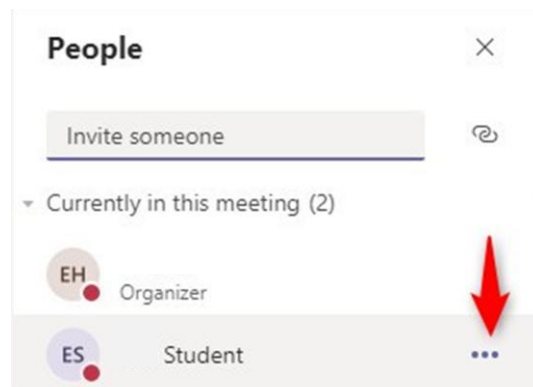 People
Invite someone
Currently in this meeting (2)
EH
Organizer
ES Student